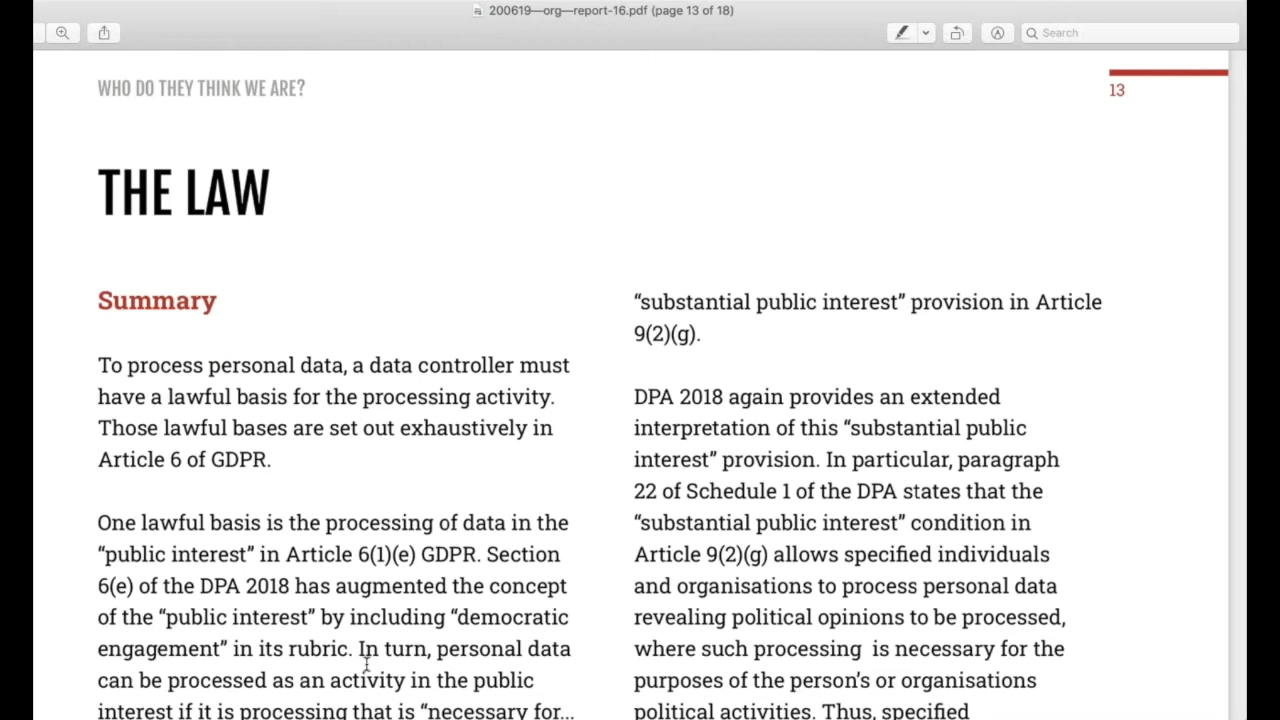 200619—org—report-16.pdf (page 13 of 18)
Search
WHO DO THEY THINK WE ARE?
13
THE LAW
Summary
To process personal data, a data controller must
have a lawful basis for the processing activity.
Those lawful bases are set out exhaustively in
Article 6 of GDPR.
One lawful basis is the processing of data in the
“public interest” in Article 6(1)(e) GDPR. Section
6(e) of the DPA 2018 has augmented the concept
of the “public interest” by including “democratic
engagement” in its rubric. In turn, personal data
can be processed as an activity in the public
interest if it is processing that is “necessary for...
“substantial public interest” provision in Article
9(2)(g).
DPA 2018 again provides an extended
interpretation of this “substantial public
interest” provision. In particular, paragraph
22 of Schedule 1 of the DPA states that the
“substantial public interest” condition in
Article 9(2)(g) allows specified individuals
and organisations to process personal data
revealing political opinions to be processed,
where such processing  is necessary for the
purposes of the person’s or organisations
political activities. Thus, specified